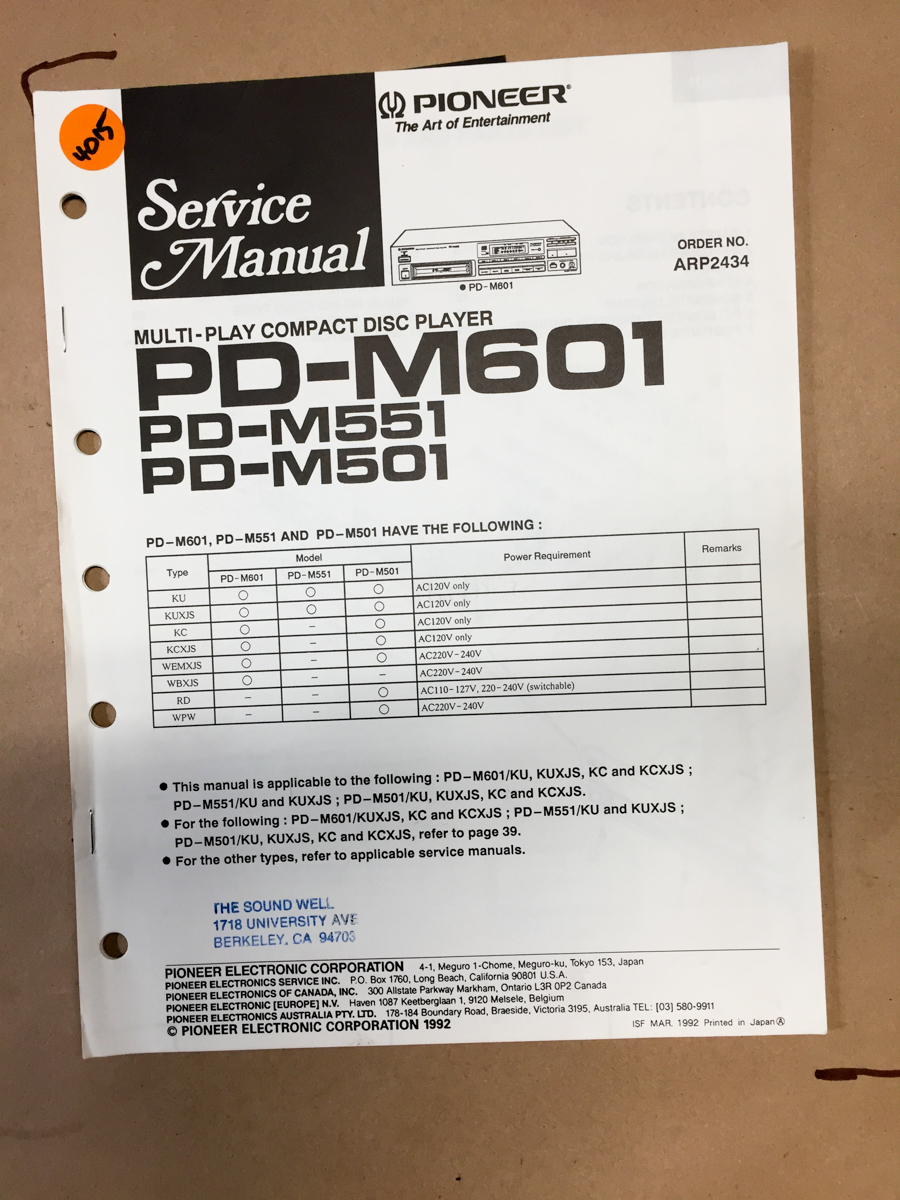 4015
PIONEER®
The Art of Entertainment
Service
Manual
PD-M601
ORDER NO.
ARP2434
MULTI-PLAY COMPACT DISC PLAYER
PD-M601
PD-M551
PD-M501
PD-M601, PD-M551 AND PD-M501 HAVE THE FOLLOWING :
Type Model Power Requirement Remarks
PD-M601 PD-M551 PD-M501
KU ○ ○ ○ AC120V only
KUXJS ○ ○ ○ AC120V only
KC ○ – ○ AC120V only
KCXJS ○ – ○ AC120V only
WEMXJS ○ – ○ AC220V-240V
WBXJS ○ – – AC220V-240V
RD – – ○ AC110-127V, 220-240V (switchable)
WPW – – ○ AC220V-240V
● This manual is applicable to the following : PD-M601/KU, KUXJS, KC and KCXJS ;
PD-M551/KU and KUXJS ; PD-M501/KU, KUXJS, KC and KCXJS.
● For the following : PD-M601/KUXJS, KC and KCXJS ; PD-M551/KU and KUXJS ;
PD-M501/KU, KUXJS, KC and KCXJS, refer to page 39.
● For the other types, refer to applicable service manuals.
THE SOUND WELL
1718 UNIVERSITY AVE
BERKELEY, CA 94703
PIONEER ELECTRONIC CORPORATION 4-1, Meguro 1-Chome, Meguro-ku, Tokyo 153, Japan
PIONEER ELECTRONICS SERVICE INC. P.O. Box 1760, Long Beach, California 90801 U.S.A.
PIONEER ELECTRONICS OF CANADA, INC. 300 Allstate Parkway Markham, Ontario L3R 0P2 Canada
PIONEER ELECTRONIC [EUROPE] N.V. Haven 1087 Keetberglaan 1, 9120 Melsele, Belgium
PIONEER ELECTRONICS AUSTRALIA PTY. LTD. 178-184 Boundary Road, Braeside, Victoria 3195, Australia TEL: [03] 580-9911
© PIONEER ELECTRONIC CORPORATION 1992
ISF MAR. 1992 Printed in Japan Ⓐ